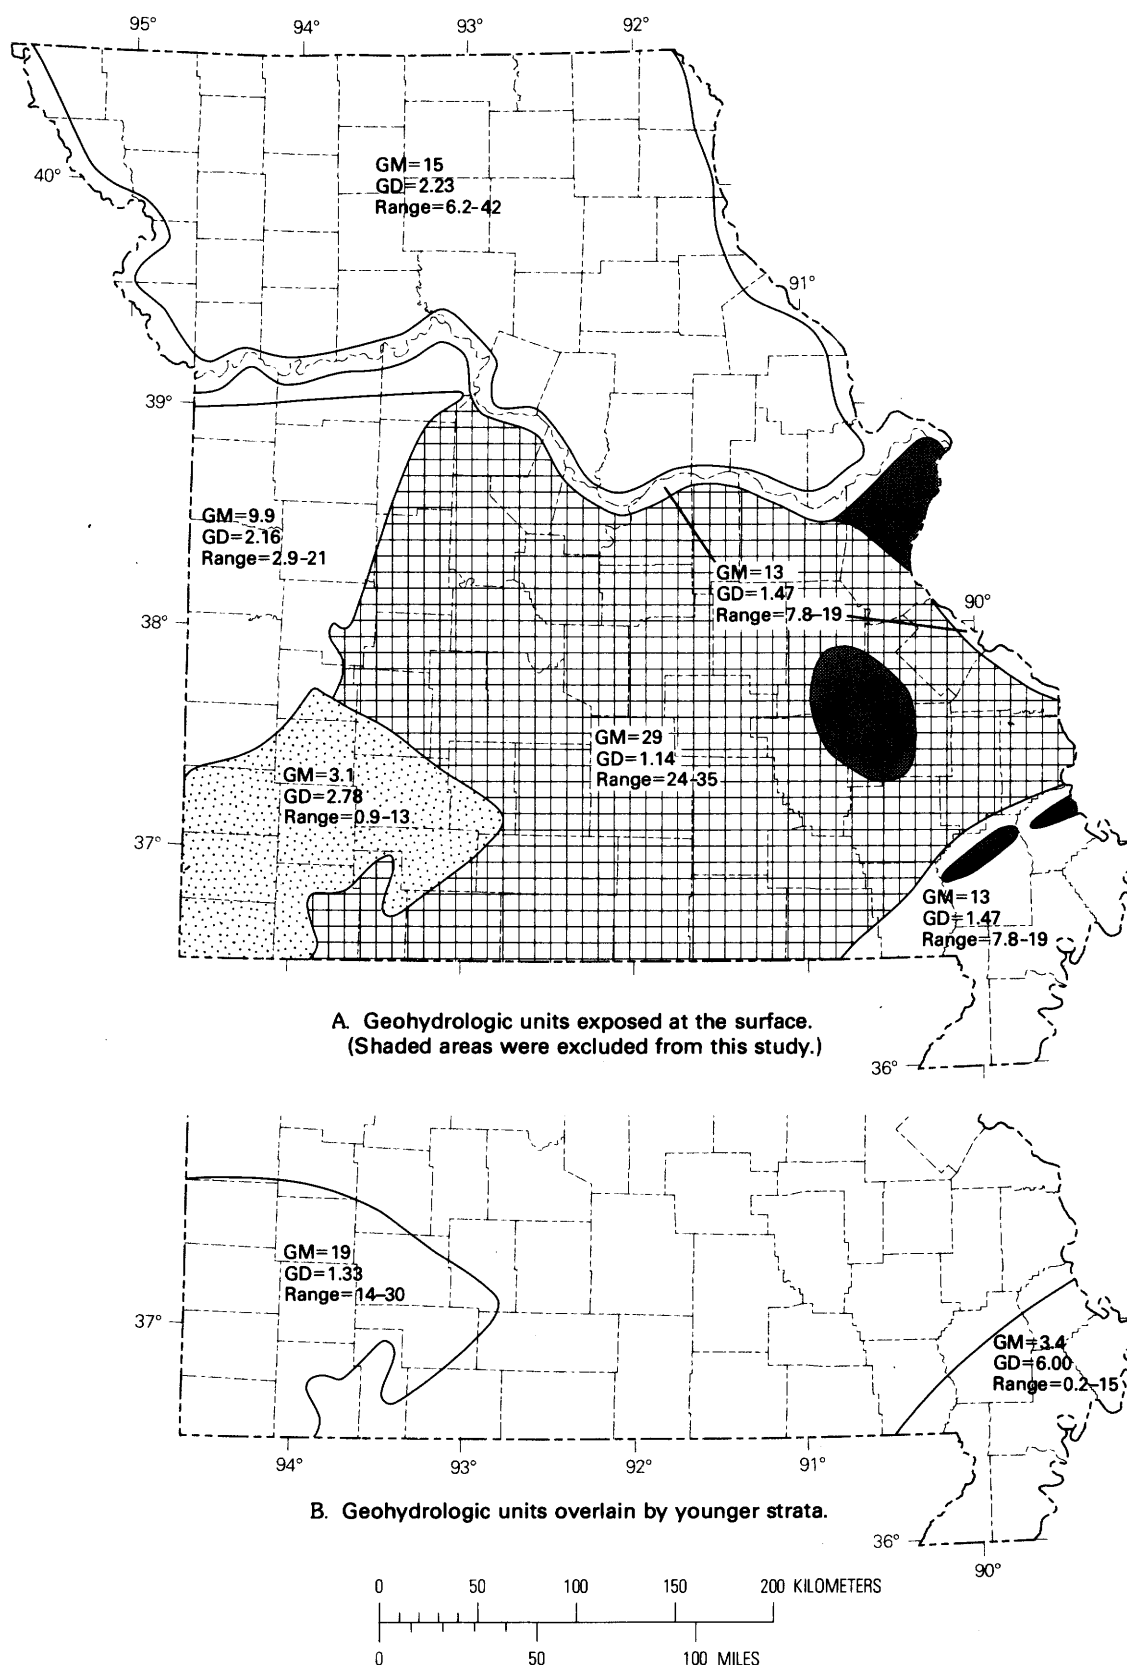 95° 94° 93° 92°
GM=15
GD=2.23
Range=6.2-42
40°
91°
39°
GM=9.9
GD=2.16
Range=2.9-21
GM=13
GD=1.47
Range=7.8-19
90°
38°
GM=29
GD=1.14
Range=24-35
GM=3.1
GD=2.78
Range=0.9-13
37°
GM=13
GD=1.47
Range=7.8-19
A. Geohydrologic units exposed at the surface.
(Shaded areas were excluded from this study.)
36°
GM=19
GD=1.33
Range=14-30
37°
GM=3.4
GD=6.00
Range=0.2-15
94° 93° 92° 91°
B. Geohydrologic units overlain by younger strata.
36°
90°
0 50 100 150 200 KILOMETERS
0 50 100 MILES